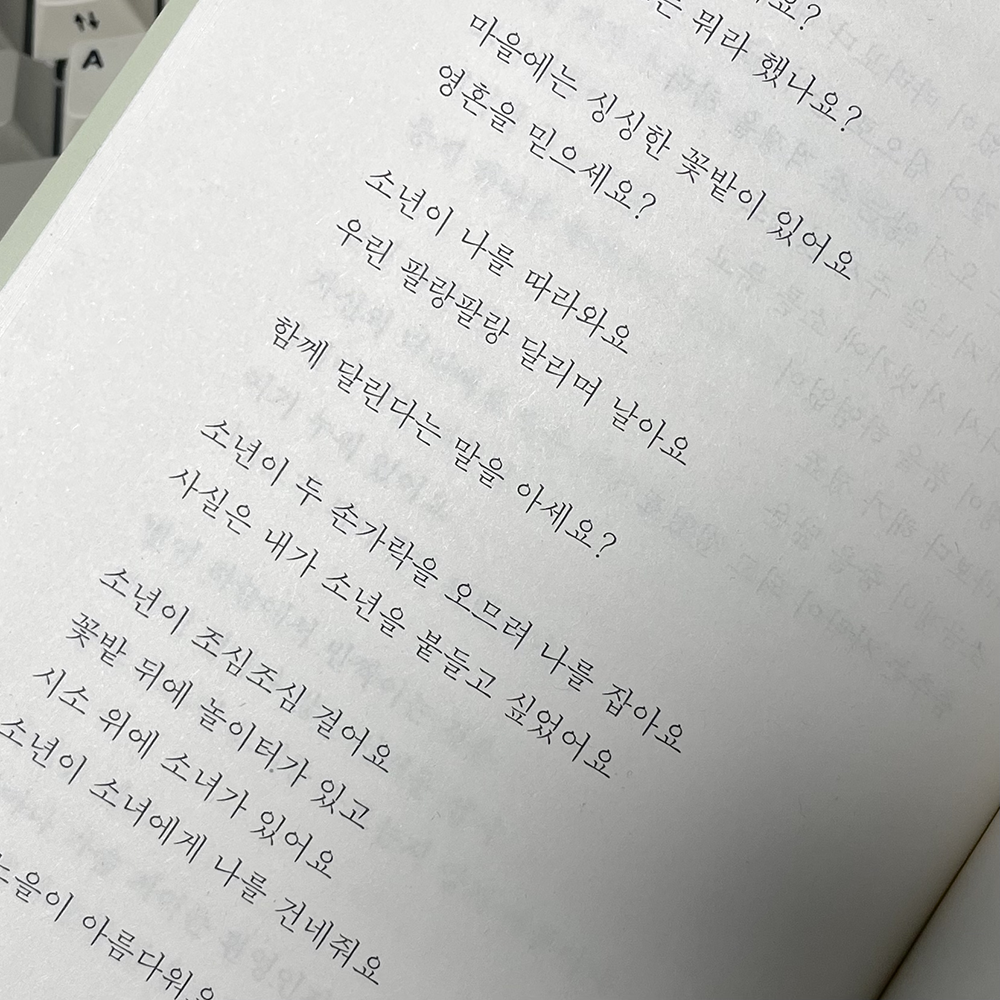 뭐라 했나요?
마을에는 싱싱한 꽃밭이 있어요
영혼을 믿으세요?
소년이 나를 따라와요
우린 팔랑팔랑 달리며 날아요
함께 달린다는 말을 아세요?
소년이 두 손가락을 오므려 나를 잡아요
사실은 내가 소년을 붙들고 싶었어요
소년이 조심조심 걸어요
꽃밭 뒤에 놀이터가 있고
시소 위에 소녀가 있어요
소년이 소녀에게 나를 건네줘요
아름다워요
A